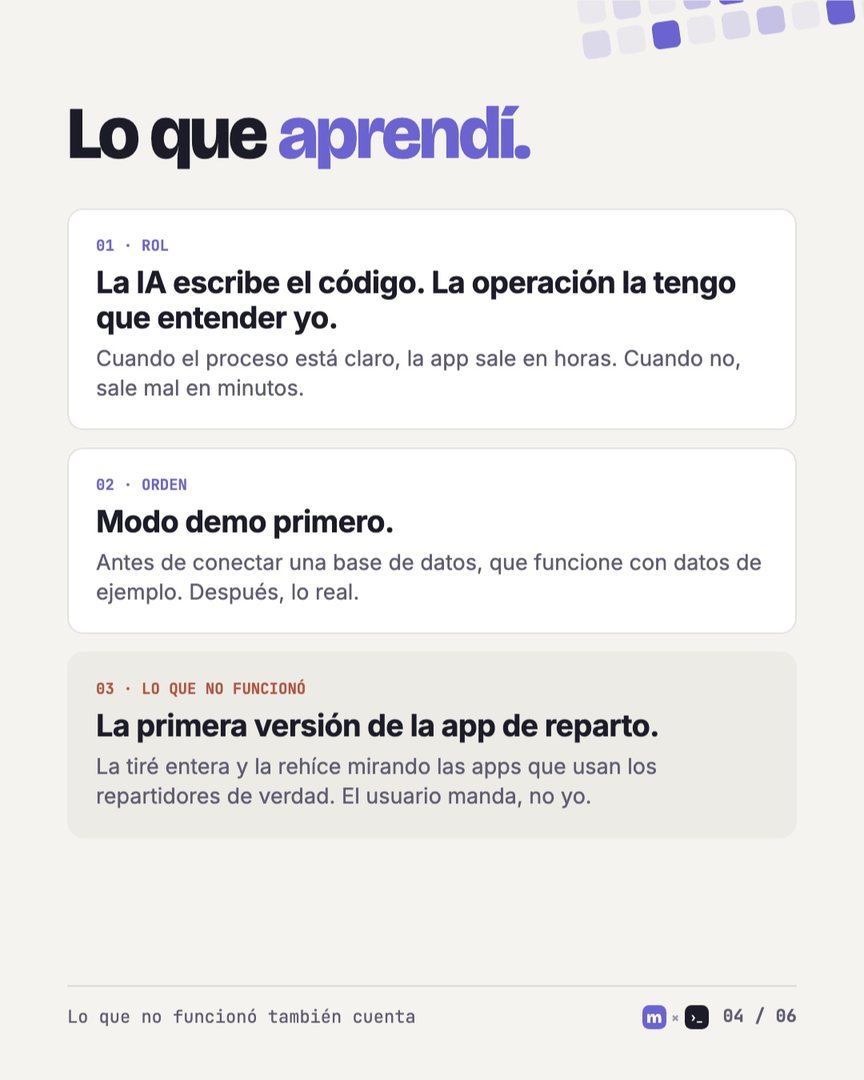 Lo que aprendí.
01 · ROL
La IA escribe el código. La operación la tengo
que entender yo.
Cuando el proceso está claro, la app sale en horas. Cuando no,
sale mal en minutos.
02 · ORDEN
Modo demo primero.
Antes de conectar una base de datos, que funcione con datos de
ejemplo. Después, lo real.
03 · LO QUE NO FUNCIONÓ
La primera versión de la app de reparto.
La tiré entera y la rehíce mirando las apps que usan los
repartidores de verdad. El usuario manda, no yo.
Lo que no funcionó también cuenta
m × ›_ 04 / 06